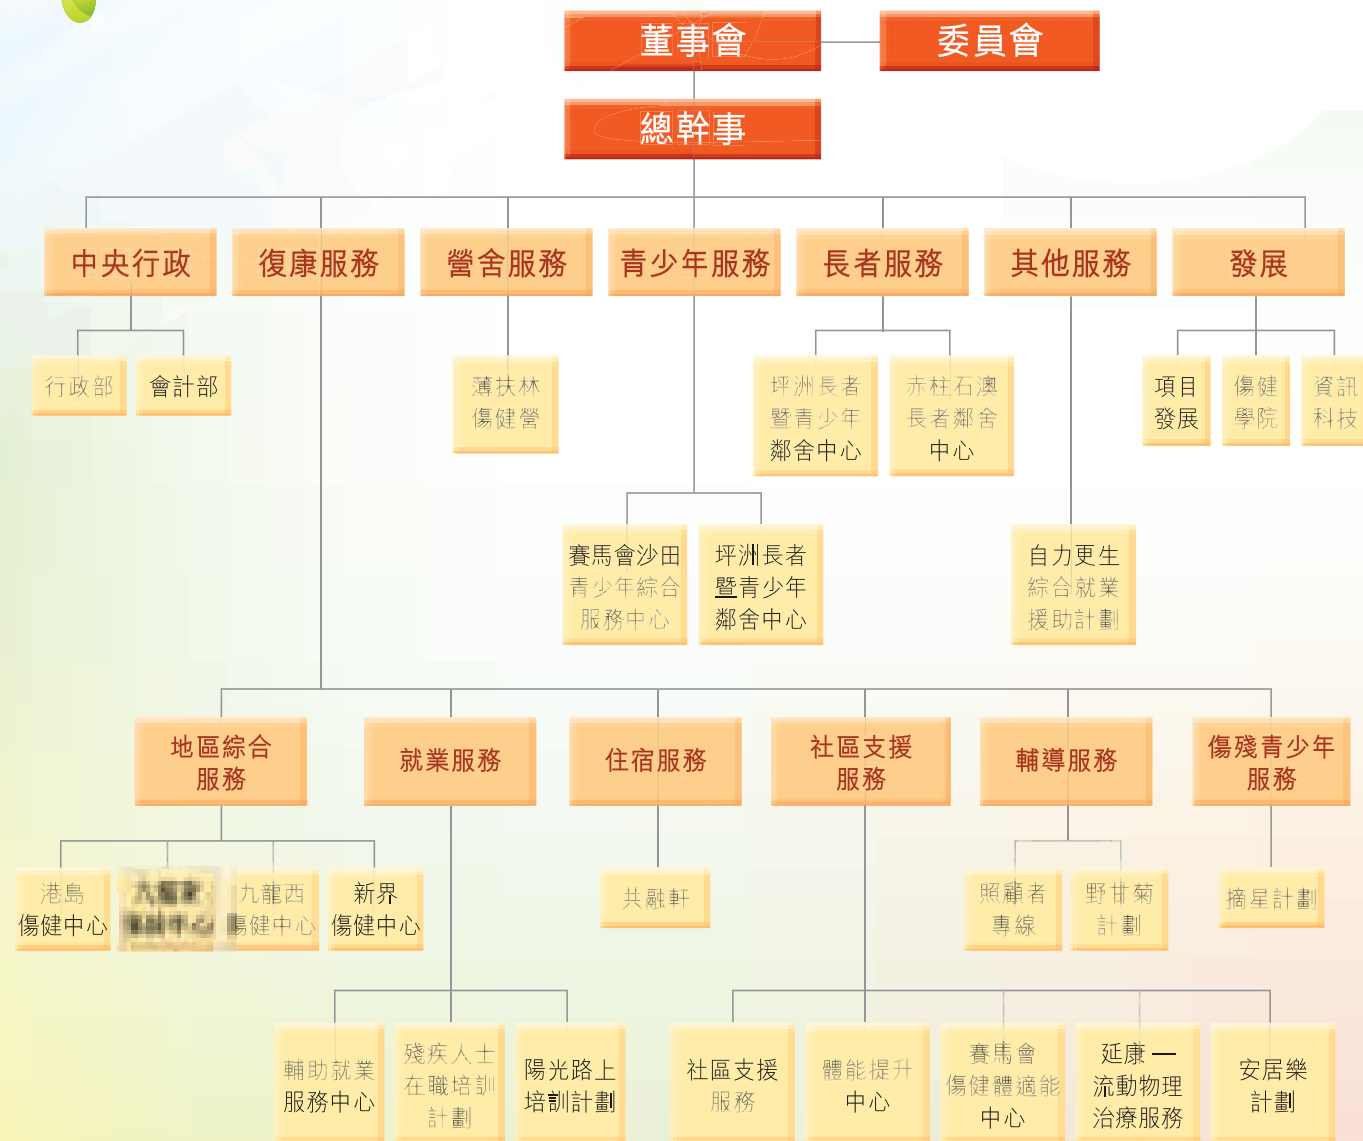 董事會
委員會
總幹事
中央行政
復康服務
營舍服務
青少年服務
長者服務
其他服務
發展
行政部
會計部
薄扶林
傷健營
坪洲長者
暨青少年
鄰舍中心
赤柱石澳
長者鄰舍
中心
項目
發展
傷健
學院
資訊
科技
賽馬會沙田
青少年綜合
服務中心
坪洲長者
暨青少年
鄰舍中心
自力更生
綜合就業
援助計劃
地區綜合
服務
就業服務
住宿服務
社區支援
服務
輔導服務
傷殘青少年
服務
港島
傷健中心
九龍西
傷健中心
新界
傷健中心
共融軒
照顧者
專線
野甘菊
計劃
摘星計劃
輔助就業
服務中心
殘疾人士
在職培訓
計劃
陽光路上
培訓計劃
社區支援
服務
體能提升
中心
賽馬會
傷健體適能
中心
延康 —
流動物理
治療服務
安居樂
計劃